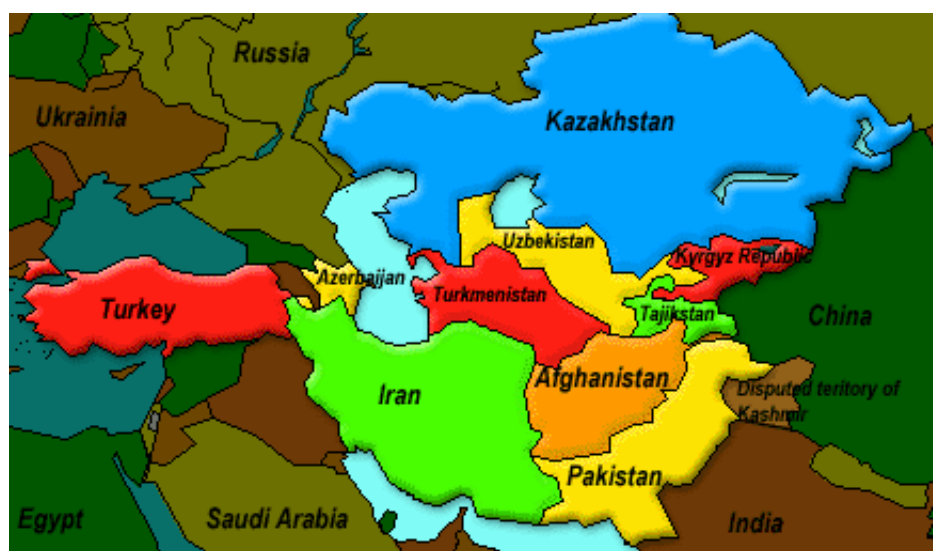 Russia
Ukrainia
Kazakhstan
Uzbekistan
Kyrgyz Republic
Azerbaijan
Turkmenistan
Turkey
Tajikstan
China
Afghanistan
Iran
Disputed teritory of
Kashmir
Pakistan
Egypt
Saudi Arabia
India